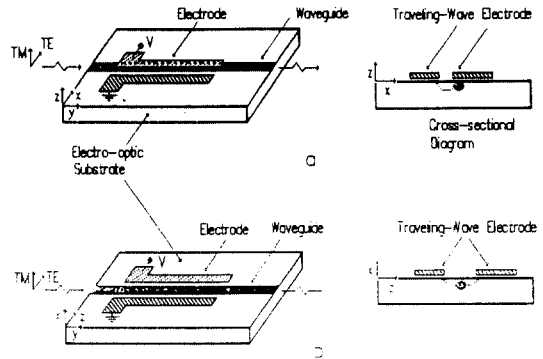 Electrode
Waveguide
Traveling-Wave Electrode
V
TM
TE
z
x
y
z
x
Cross-sectional
Diagram
Electro-optic
Substrate
a
Electrode
Waveguide
Traveling-Wave Electrode
V
TM
TE
z
y